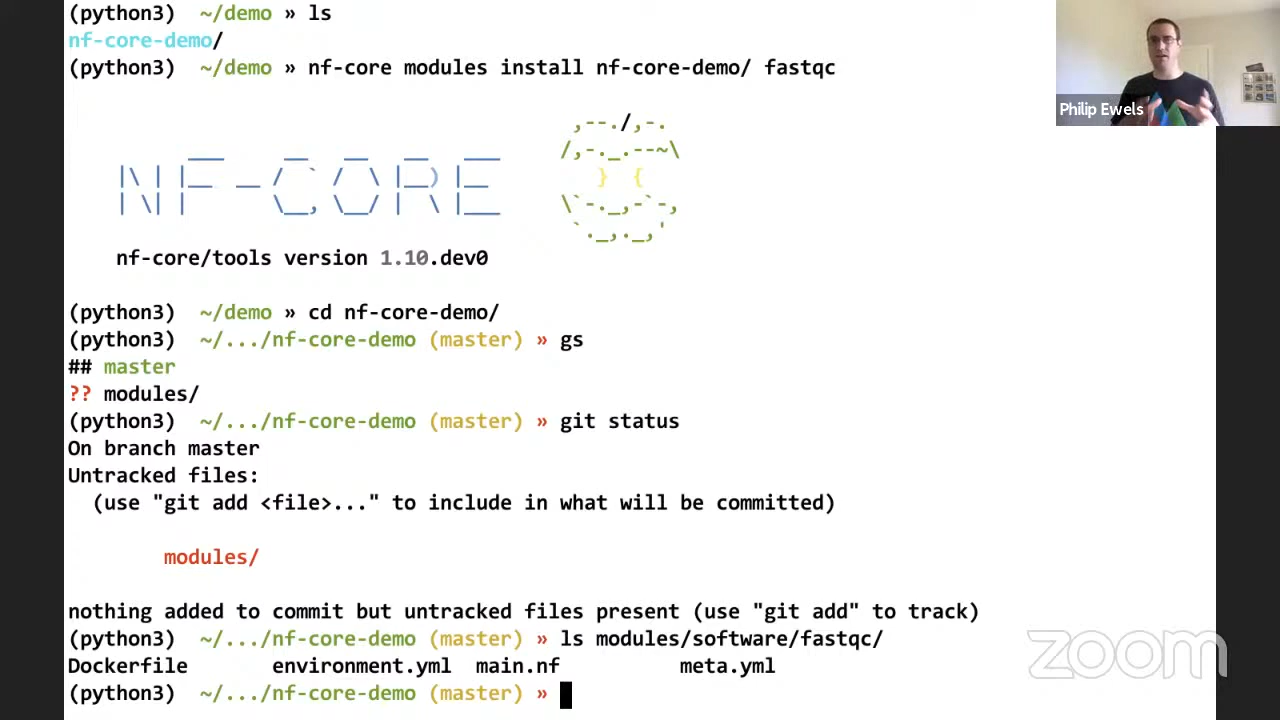 (python3) ~/demo » ls
nf-core-demo/
(python3) ~/demo » nf-core modules install nf-core-demo/ fastqc
Philip Ewels
NF-CORE
nf-core/tools version 1.10.dev0
(python3) ~/demo » cd nf-core-demo/
(python3) ~/.../nf-core-demo (master) » gs
## master
?? modules/
(python3) ~/.../nf-core-demo (master) » git status
On branch master
Untracked files:
(use "git add <file>..." to include in what will be committed)
modules/
nothing added to commit but untracked files present (use "git add" to track)
(python3) ~/.../nf-core-demo (master) » ls modules/software/fastqc/
Dockerfile environment.yml main.nf meta.yml
(python3) ~/.../nf-core-demo (master) »
zoom